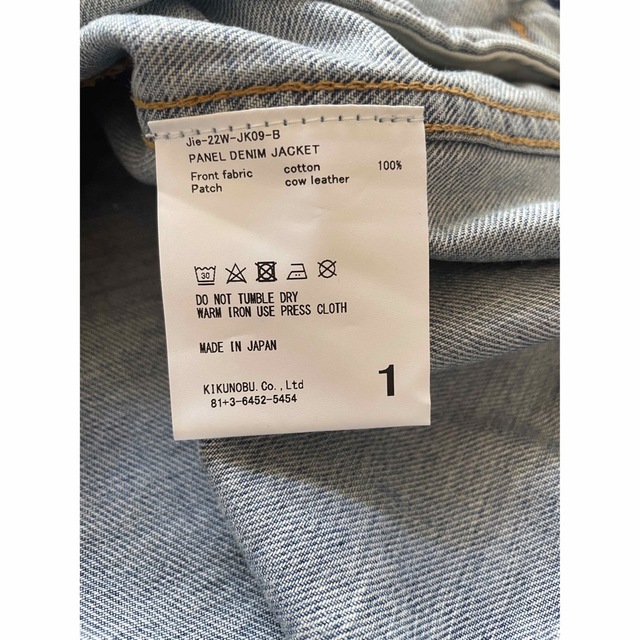 Jie-22W-JK09-B
PANEL DENIM JACKET
Front fabric cotton 100%
Patch cow leather
30
DO NOT TUMBLE DRY
WARM IRON USE PRESS CLOTH
MADE IN JAPAN
KIKUNOBU.Co.,Ltd
81+3-6452-5454
1